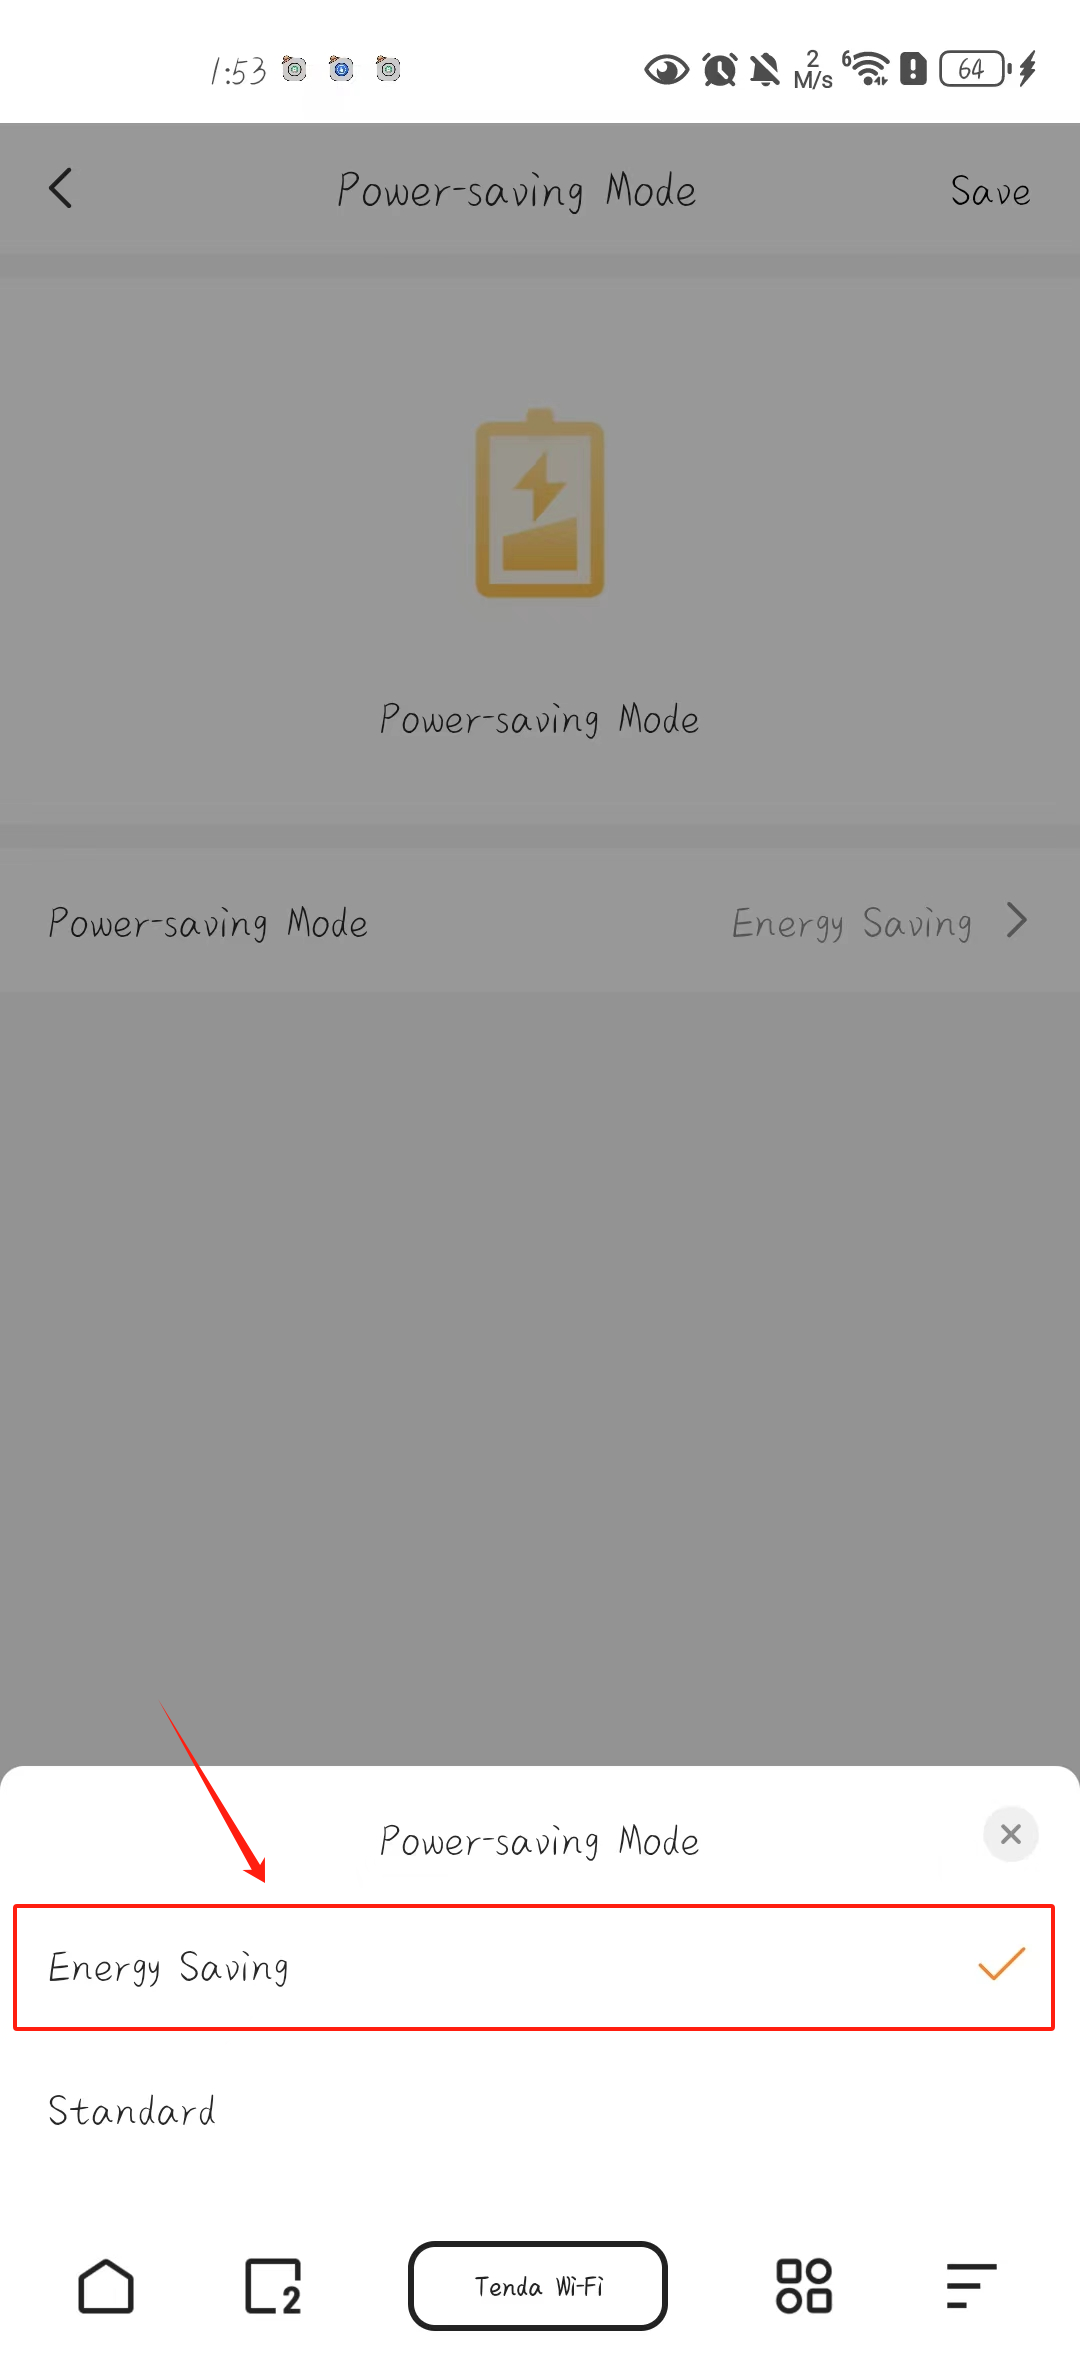 1:53 2 M/s 6 64
Power-saving Mode Save
Power-saving Mode
Power-saving Mode Energy Saving
Power-saving Mode
Energy Saving
Standard
2 Tenda Wi-Fi